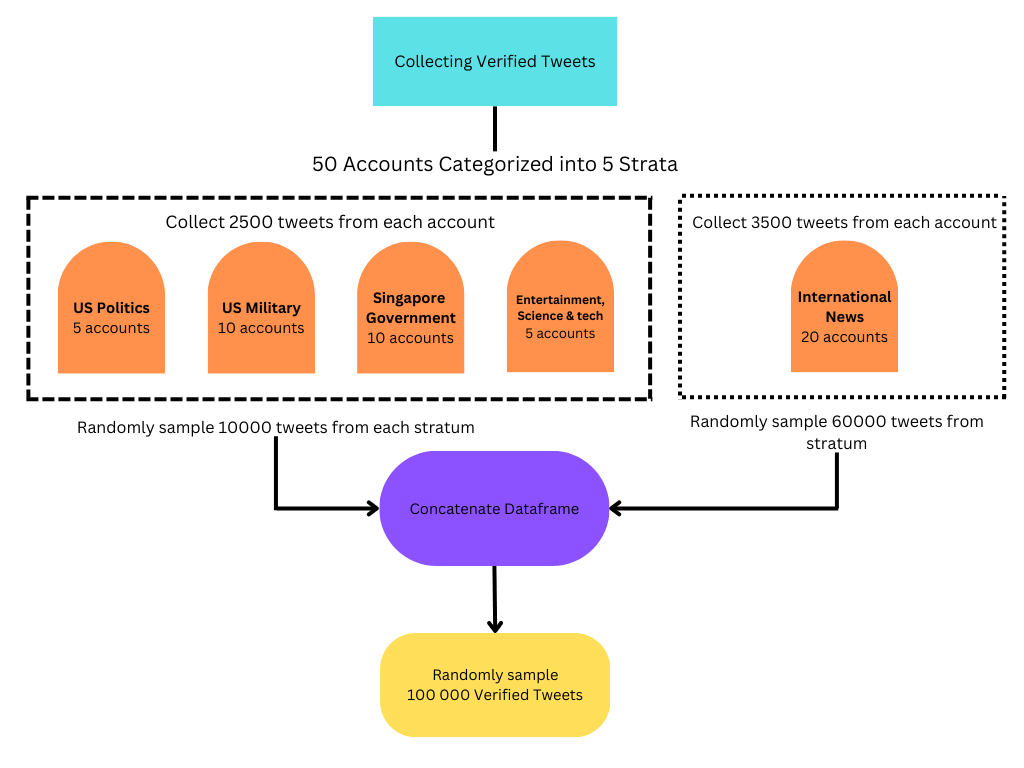 Collecting Verified Tweets
50 Accounts Categorized into 5 Strata
Collect 2500 tweets from each account
US Politics
5 accounts
US Military
10 accounts
Singapore
Government
10 accounts
Entertainment,
Science & tech
5 accounts
Collect 3500 tweets from each account
International
News
20 accounts
Randomly sample 10000 tweets from each stratum
Randomly sample 60000 tweets from
stratum
Concatenate Dataframe
Randomly sample
100 000 Verified Tweets